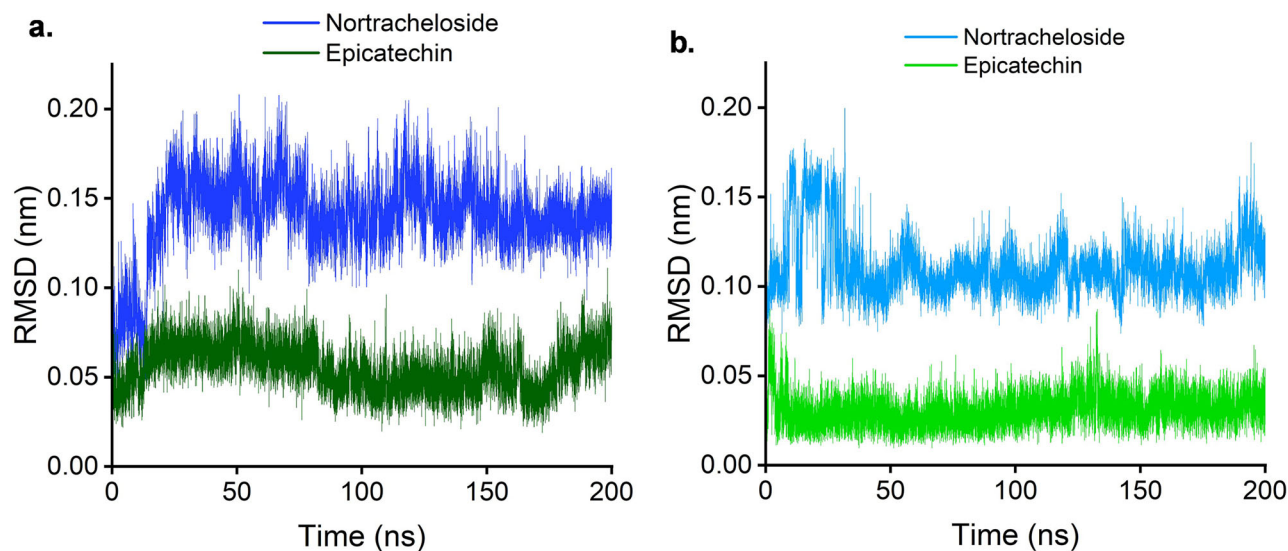 a.
Nortracheloside
Epicatechin
RMSD (nm)
0.20
0.15
0.10
0.05
0.00
0 50 100 150 200
Time (ns)
b.
Nortracheloside
Epicatechin
RMSD (nm)
0.20
0.15
0.10
0.05
0.00
0 50 100 150 200
Time (ns)